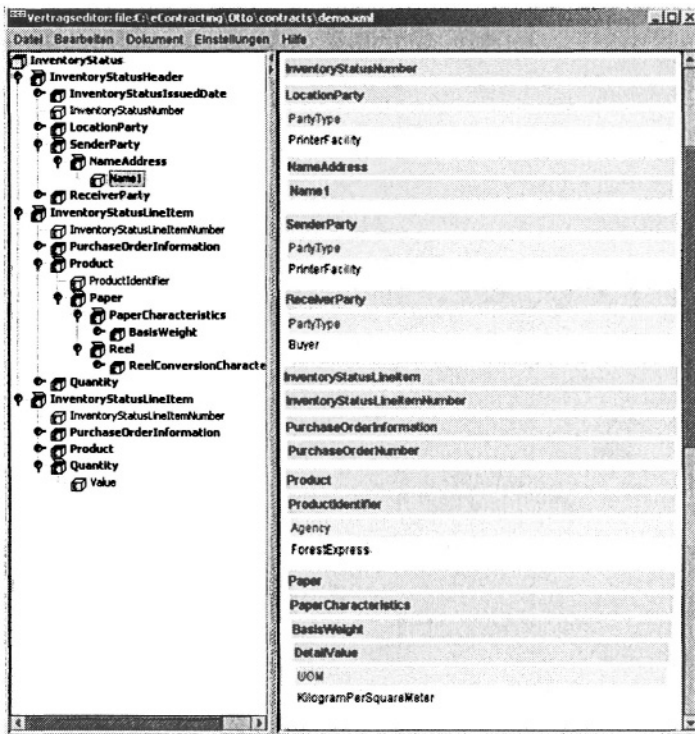 Vertragseditor: file:C:\eContracting\Otto\contracts\demo.xml
Datei Bearbeiten Dokument Einstellungen Hilfe
InventoryStatus
InventoryStatusHeader
InventoryStatusIssuedDate
InventoryStatusNumber
LocationParty
SenderParty
NameAddress
Name1
ReceiverParty
InventoryStatusLineItem
InventoryStatusLineItemNumber
PurchaseOrderInformation
Product
ProductIdentifier
Paper
PaperCharacteristics
BasisWeight
Reel
ReelConversionCharacte
Quantity
InventoryStatusLineItem
InventoryStatusLineItemNumber
PurchaseOrderInformation
Product
Quantity
Value
InventoryStatusNumber
LocationParty
PartyType
PrinterFacility
NameAddress
Name1
SenderParty
PartyType
PrinterFacility
ReceiverParty
PartyType
Buyer
InventoryStatusLineItem
InventoryStatusLineItemNumber
PurchaseOrderInformation
PurchaseOrderNumber
Product
ProductIdentifier
Agency
ForestExpress
Paper
PaperCharacteristics
BasisWeight
DetailValue
UOM
KilogramPerSquareMeter